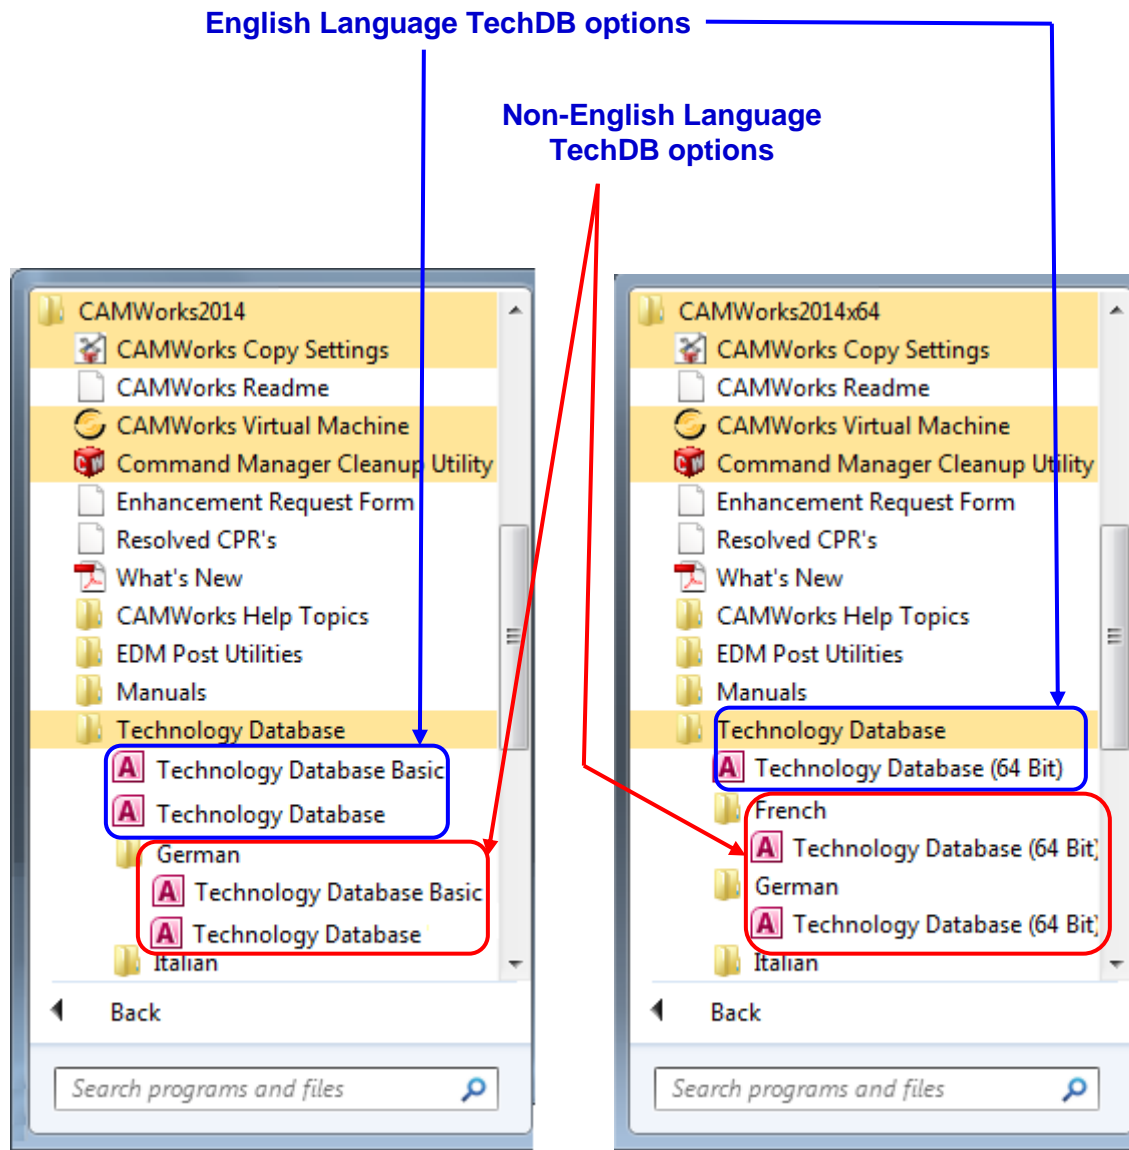 English Language TechDB options
Non-English Language
TechDB options
CAMWorks2014
CAMWorks Copy Settings
CAMWorks Readme
CAMWorks Virtual Machine
Command Manager Cleanup Utility
Enhancement Request Form
Resolved CPR's
What's New
CAMWorks Help Topics
EDM Post Utilities
Manuals
Technology Database
Technology Database Basic
Technology Database
German
Technology Database Basic
Technology Database
Italian
Back
Search programs and files
CAMWorks2014x64
CAMWorks Copy Settings
CAMWorks Readme
CAMWorks Virtual Machine
Command Manager Cleanup Utility
Enhancement Request Form
Resolved CPR's
What's New
CAMWorks Help Topics
EDM Post Utilities
Manuals
Technology Database
Technology Database (64 Bit)
French
Technology Database (64 Bit)
German
Technology Database (64 Bit)
Italian
Back
Search programs and files